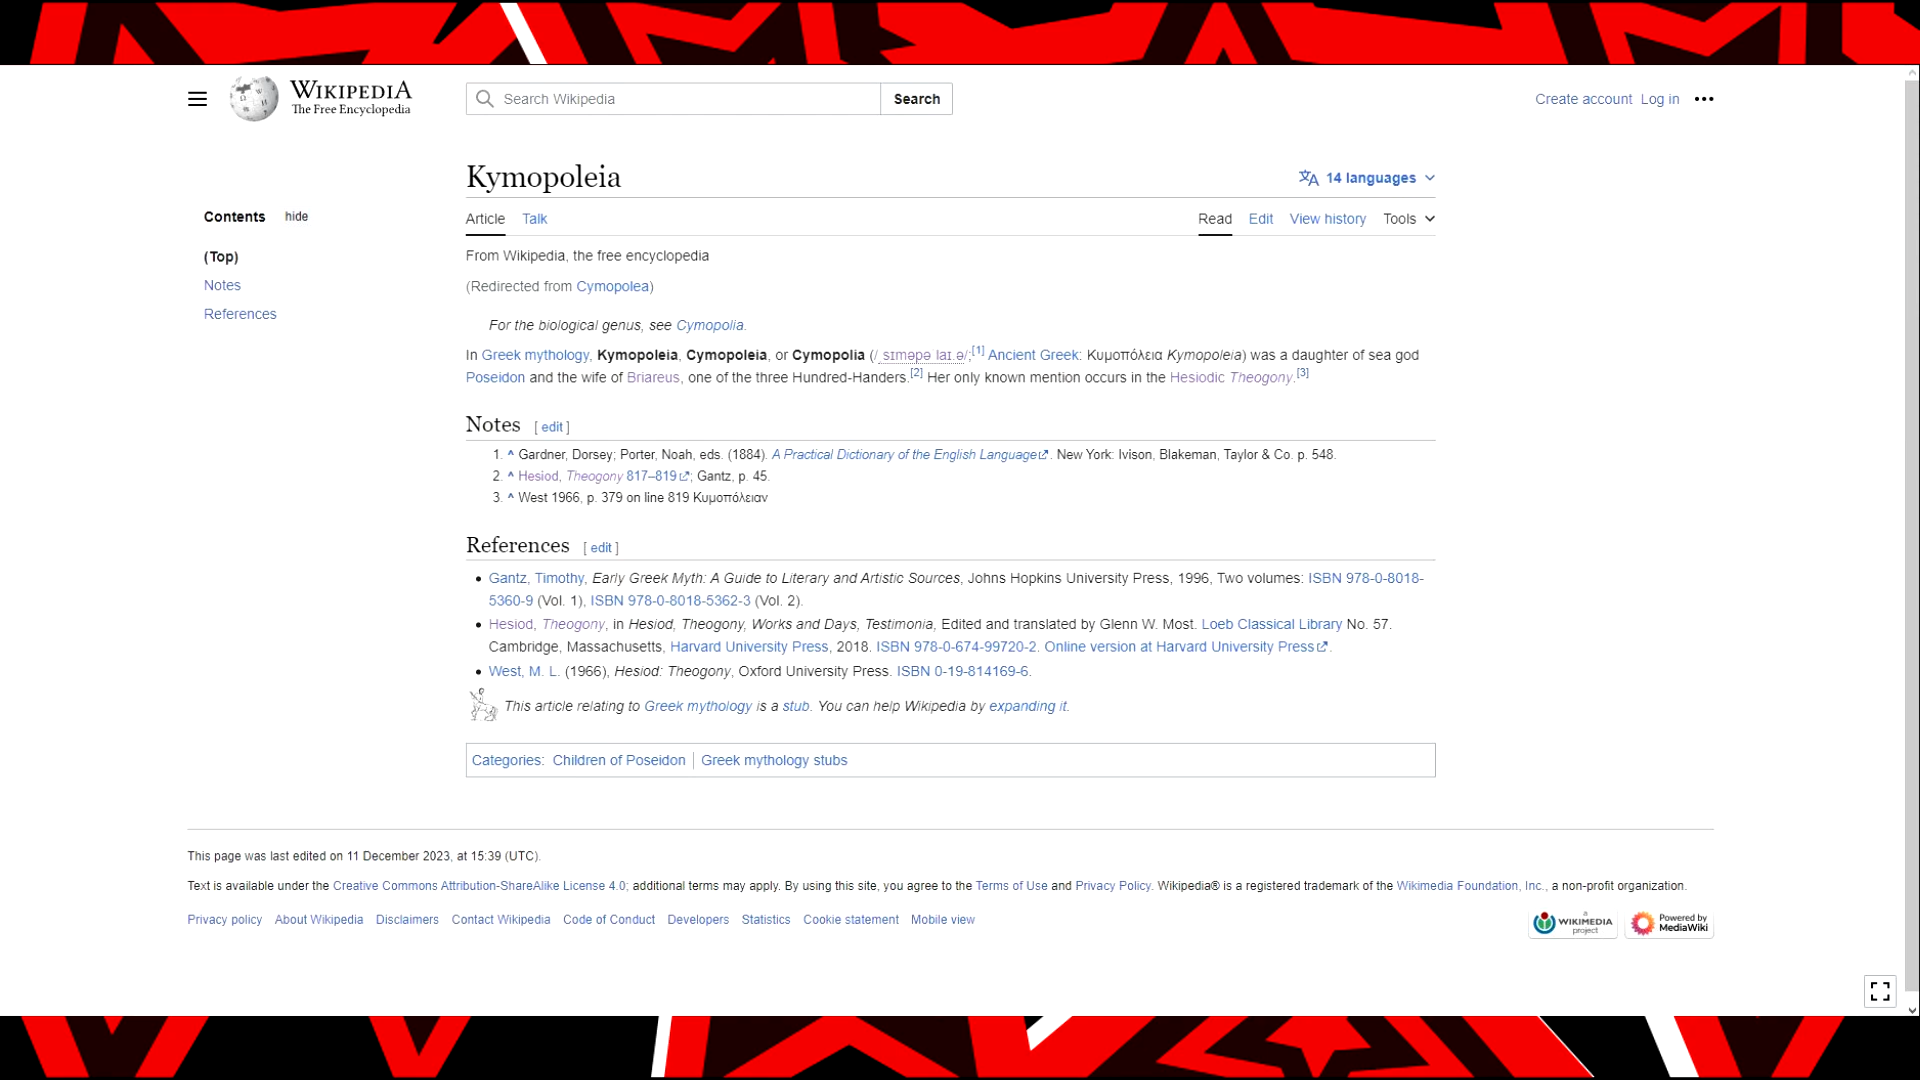 WIKIPEDIA
The Free Encyclopedia
Search Wikipedia
Search
Create account Log in
Kymopoleia
14 languages
Contents hide
Article Talk
Read Edit View history Tools
(Top)
From Wikipedia, the free encyclopedia
Notes
(Redirected from Cymopolea)
References
For the biological genus, see Cymopolia.
In Greek mythology, Kymopoleia, Cymopoleia, or Cymopolia (/ˌsɪməpəˈlaɪ.ə/;[1] Ancient Greek: Κυμοπόλεια Kymopoleia) was a daughter of sea god
Poseidon and the wife of Briareus, one of the three Hundred-Handers.[2] Her only known mention occurs in the Hesiodic Theogony.[3]
Notes [ edit ]
1. ^ Gardner, Dorsey; Porter, Noah, eds. (1884). A Practical Dictionary of the English Language. New York: Ivison, Blakeman, Taylor & Co. p. 548.
2. ^ Hesiod, Theogony 817–819; Gantz, p. 45.
3. ^ West 1966, p. 379 on line 819 Κυμοπόλειαν
References [ edit ]
• Gantz, Timothy, Early Greek Myth: A Guide to Literary and Artistic Sources, Johns Hopkins University Press, 1996, Two volumes: ISBN 978-0-8018-
5360-9 (Vol. 1), ISBN 978-0-8018-5362-3 (Vol. 2).
• Hesiod, Theogony, in Hesiod, Theogony, Works and Days, Testimonia, Edited and translated by Glenn W. Most. Loeb Classical Library No. 57.
Cambridge, Massachusetts, Harvard University Press, 2018. ISBN 978-0-674-99720-2. Online version at Harvard University Press.
• West, M. L. (1966), Hesiod: Theogony, Oxford University Press. ISBN 0-19-814169-6.
This article relating to Greek mythology is a stub. You can help Wikipedia by expanding it.
Categories: Children of Poseidon | Greek mythology stubs
This page was last edited on 11 December 2023, at 15:39 (UTC).
Text is available under the Creative Commons Attribution-ShareAlike License 4.0; additional terms may apply. By using this site, you agree to the Terms of Use and Privacy Policy. Wikipedia® is a registered trademark of the Wikimedia Foundation, Inc., a non-profit organization.
Privacy policy About Wikipedia Disclaimers Contact Wikipedia Code of Conduct Developers Statistics Cookie statement Mobile view
a
WIKIMEDIA
project
Powered by
MediaWiki